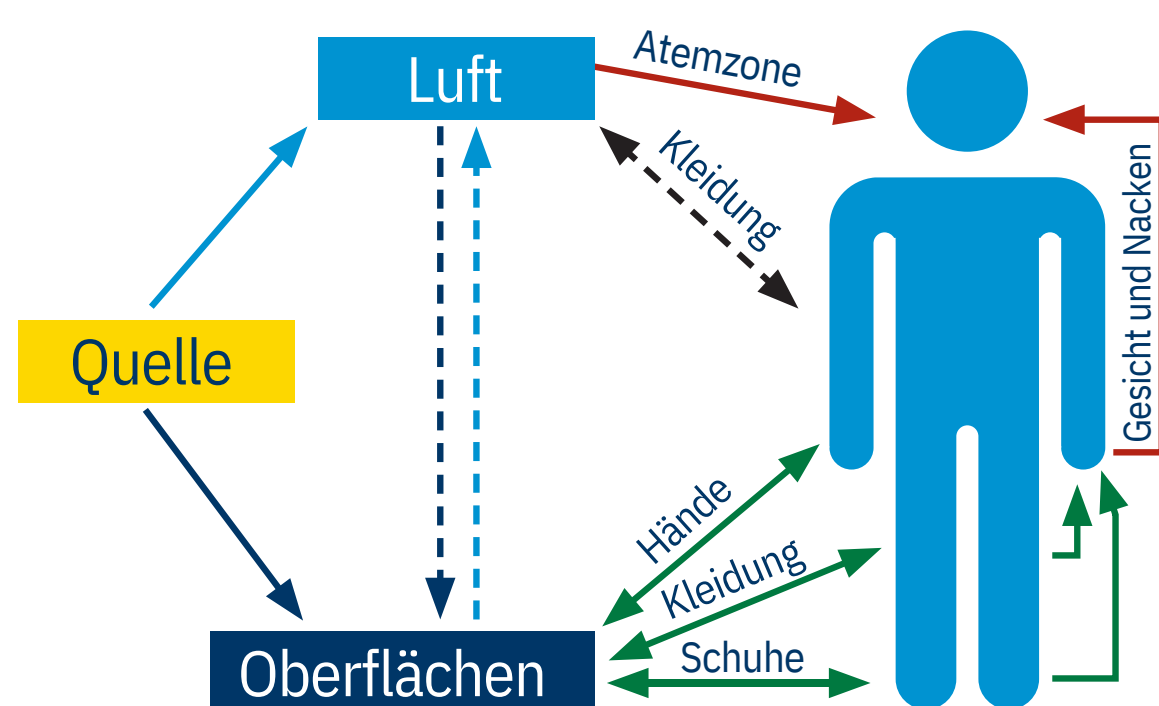 Luft
Atemzone
Kleidung
Gesicht und Nacken
Quelle
Hände
Kleidung
Schuhe
Oberflächen